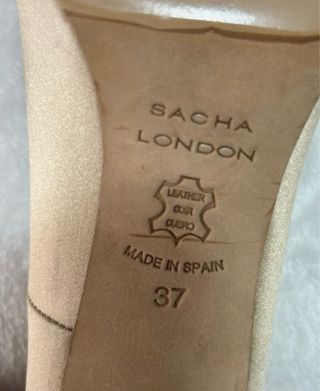 SACHA
LONDON
LEATHER
CUIR
CUERO
MADE IN SPAIN
37